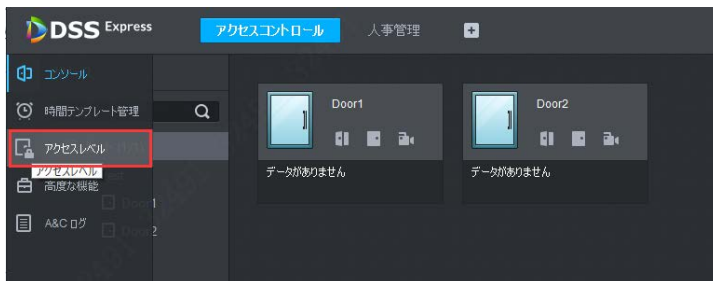 DSS Express
アクセスコントロール
人事管理
コンソール
時間テンプレート管理
アクセスレベル
アクセスレベル
高度な機能
A&C ログ
Door1
Door2
Door1
データがありません
Door2
データがありません